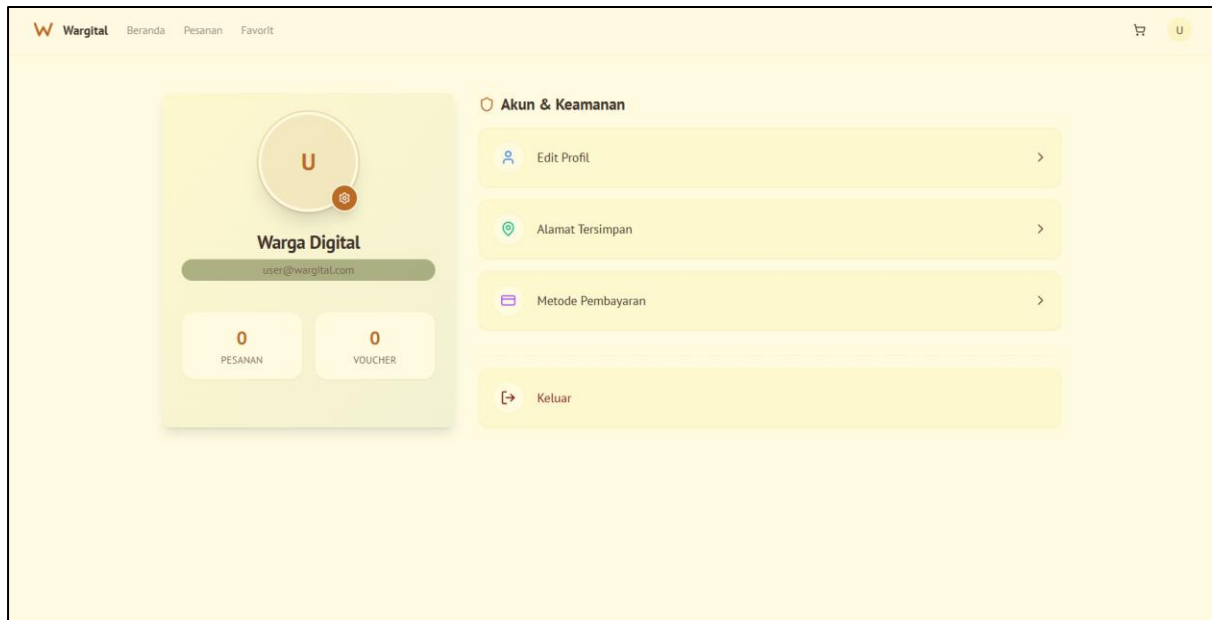 Wargital Beranda Pesanan Favorit U
U
Warga Digital
user@wargital.com
0 0
PESANAN VOUCHER
Akun & Keamanan
Edit Profil
Alamat Tersimpan
Metode Pembayaran
Keluar